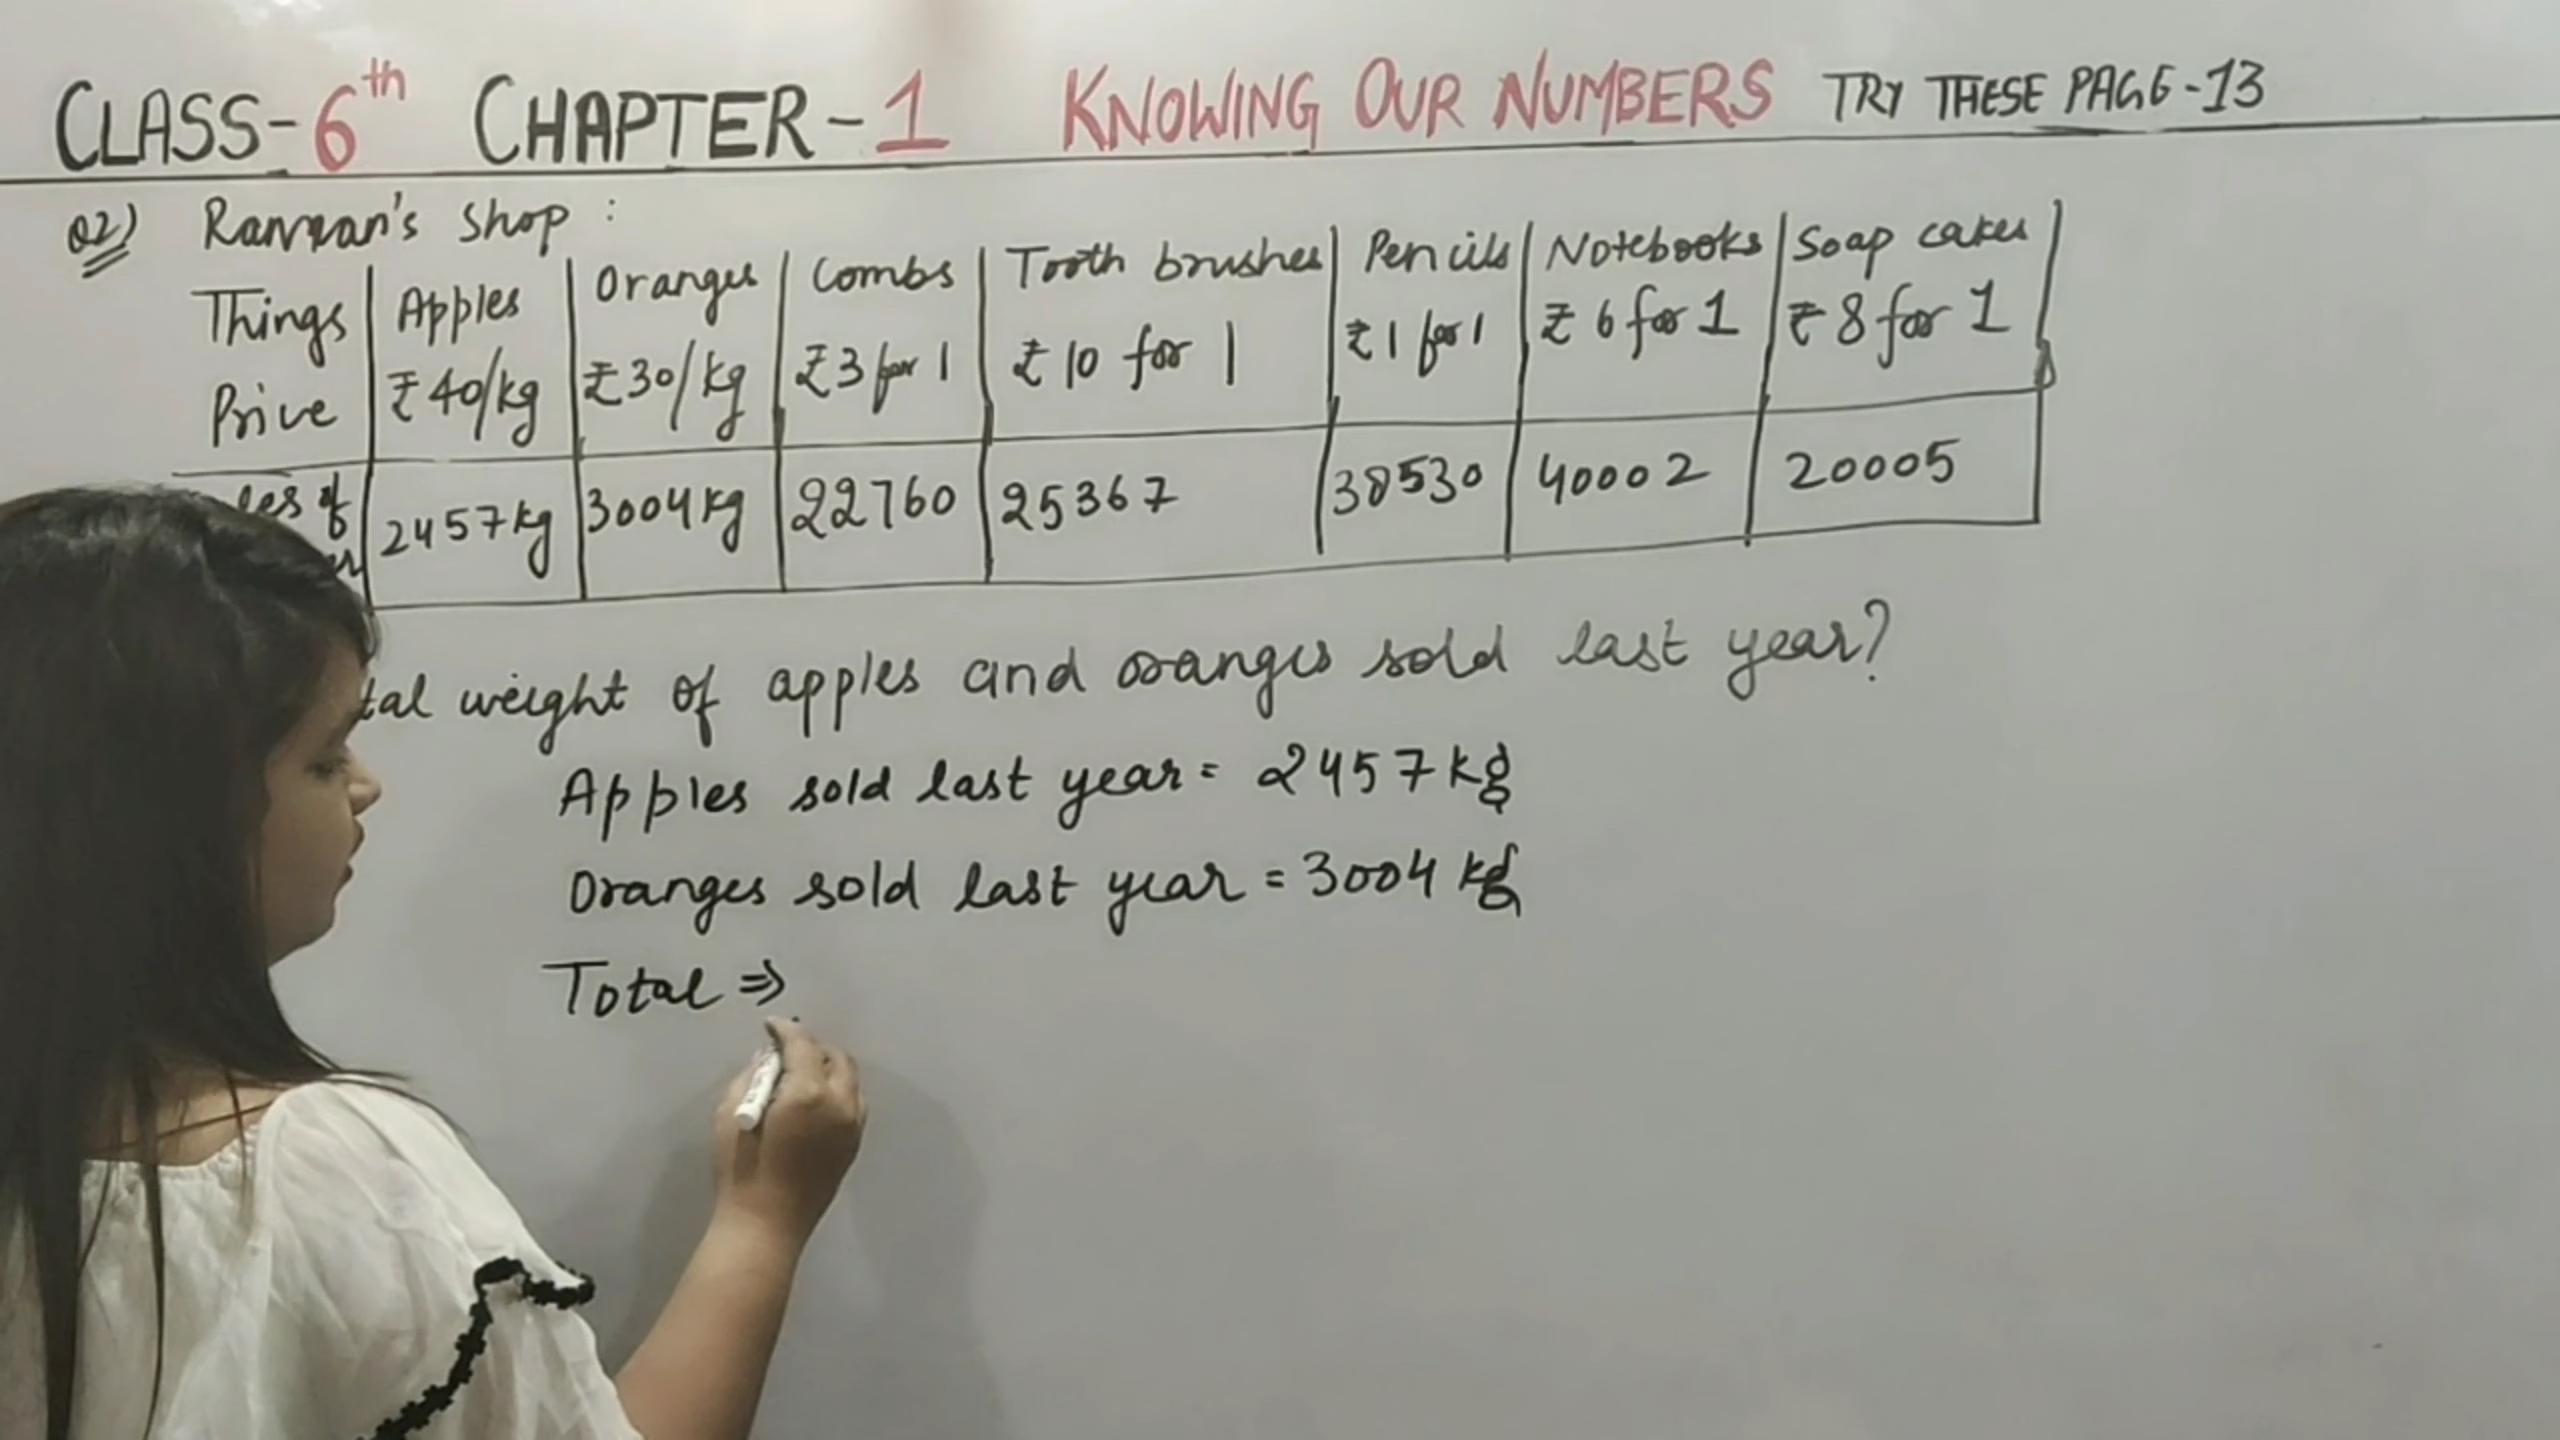 CLASS-6th CHAPTER-1 KNOWING OUR NUMBERS TRY THESE PAGE-13
Q2) Raman's Shop :
Things Apples Oranges Combs Tooth brushes Pencils Notebooks Soap cakes
Price ₹40/kg ₹30/kg ₹3 for 1 ₹10 for 1 ₹1 for 1 ₹6 for 1 ₹8 for 1
les of 2457kg 3004kg 22760 25367 38530 40002 20005
tal weight of apples and oranges sold last year?
Apples sold last year = 2457 kg
Oranges sold last year = 3004 kg
Total ⇒